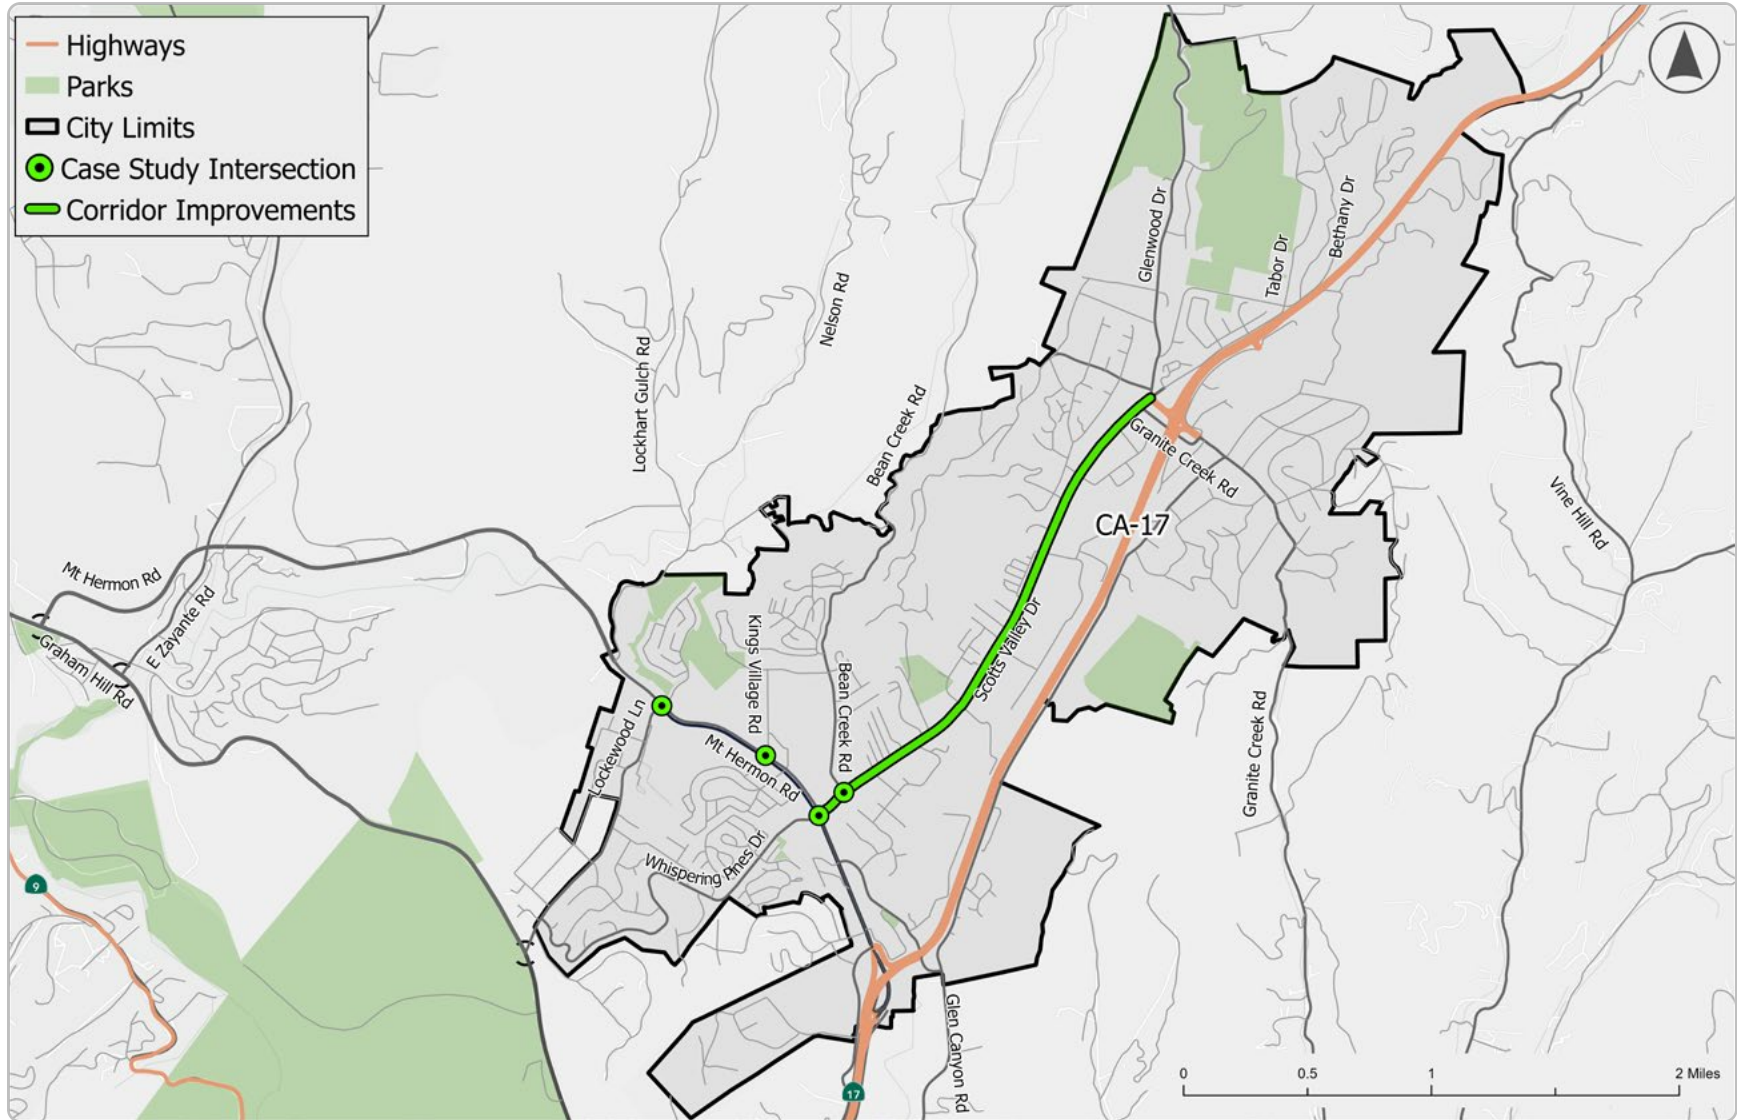 Highways
Parks
City Limits
Case Study Intersection
Corridor Improvements
Glenwood Dr
Tabor Dr
Bethany Dr
Nelson Rd
Lockhart Gulch Rd
Bean Creek Rd
Granite Creek Rd
CA-17
Vine Hill Rd
Mt Hermon Rd
E Zayante Rd
Graham Hill Rd
Kings Village Rd
Bean Creek Rd
Scotts Valley Dr
Lockewood Ln
Mt Hermon Rd
Granite Creek Rd
Whispering Pines Dr
9
Glen Canyon Rd
17
0 0.5 1 2 Miles